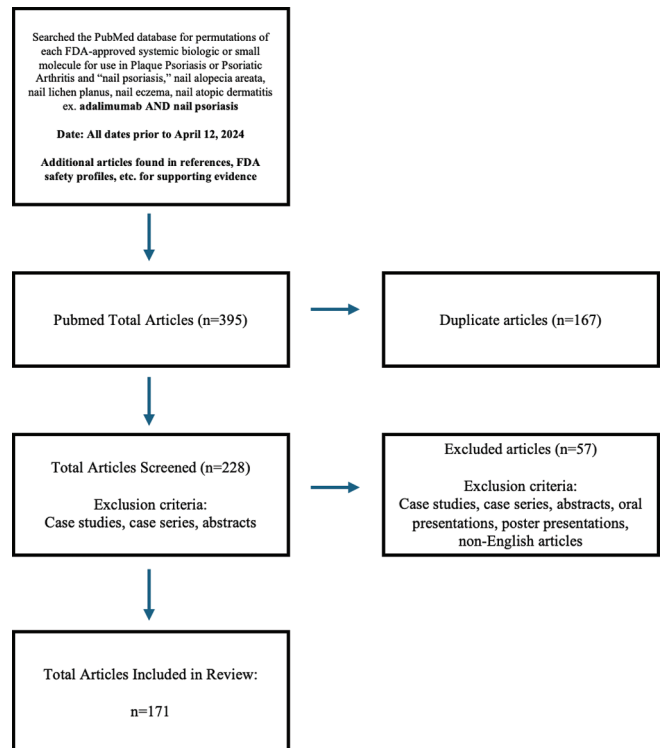 Searched the PubMed database for permutations of
each FDA-approved systemic biologic or small
molecule for use in Plaque Psoriasis or Psoriatic
Arthritis and “nail psoriasis,” nail alopecia areata,
nail lichen planus, nail eczema, nail atopic dermatitis
ex. adalimumab AND nail psoriasis
Date: All dates prior to April 12, 2024
Additional articles found in references, FDA
safety profiles, etc. for supporting evidence
Pubmed Total Articles (n=395)
Duplicate articles (n=167)
Total Articles Screened (n=228)
Exclusion criteria:
Case studies, case series, abstracts
Excluded articles (n=57)
Exclusion criteria:
Case studies, case series, abstracts, oral
presentations, poster presentations,
non-English articles
Total Articles Included in Review:
n=171